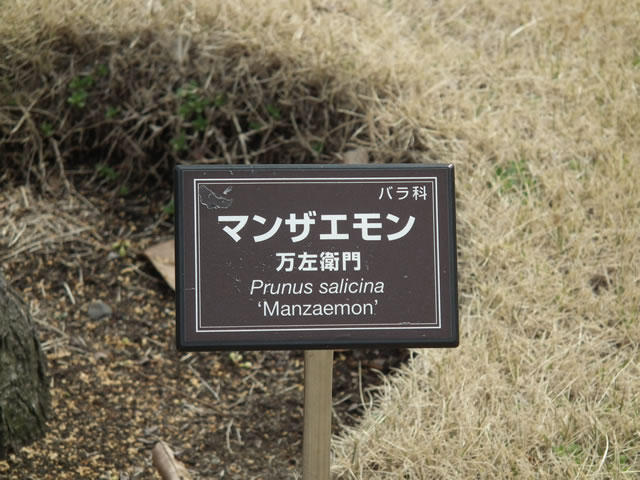 バラ科
マンザエモン
万左衛門
Prunus salicina
‘Manzaemon’